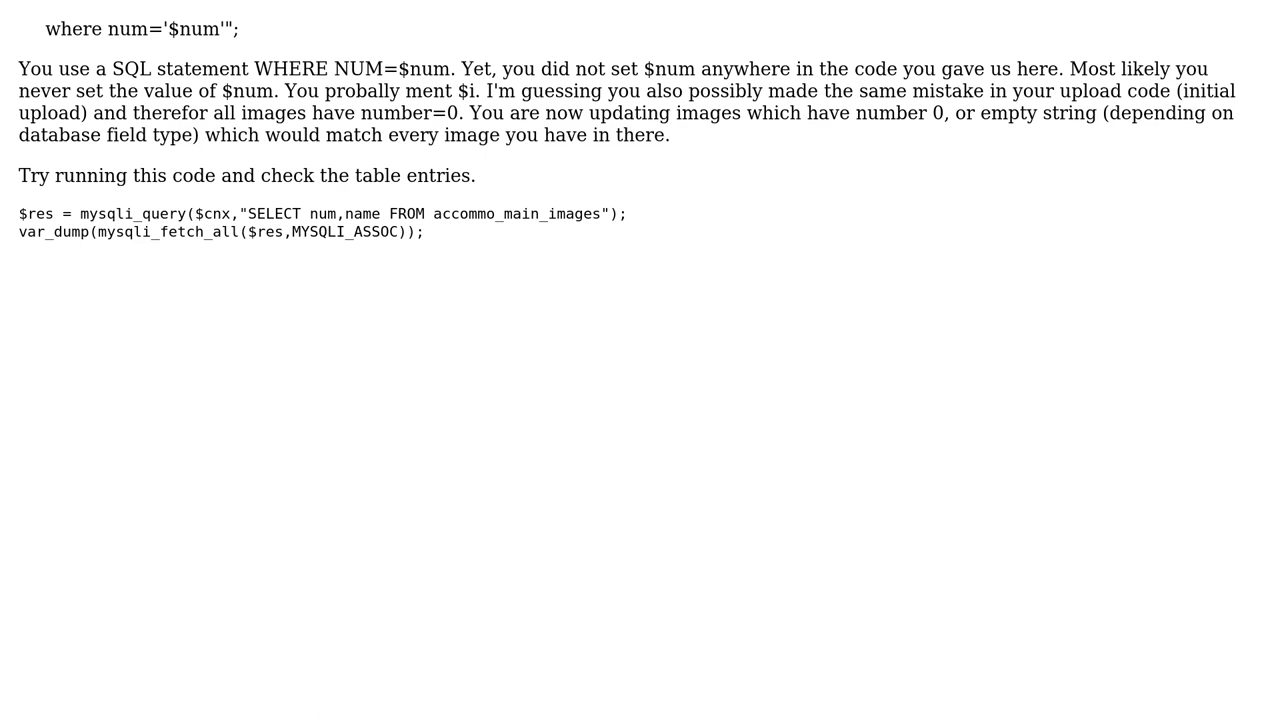 where num='$num'";
You use a SQL statement WHERE NUM=$num. Yet, you did not set $num anywhere in the code you gave us here. Most likely you
never set the value of $num. You probally ment $i. I'm guessing you also possibly made the same mistake in your upload code (initial
upload) and therefor all images have number=0. You are now updating images which have number 0, or empty string (depending on
database field type) which would match every image you have in there.
Try running this code and check the table entries.
$res = mysqli_query($cnx,"SELECT num,name FROM accommo_main_images");
var_dump(mysqli_fetch_all($res,MYSQLI_ASSOC));